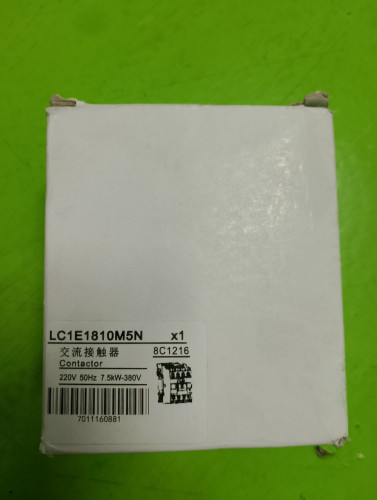 LC1E1810M5N x1
交流接触器 8C1216
Contactor
220V 50Hz 7.5kW-380V
7011160881